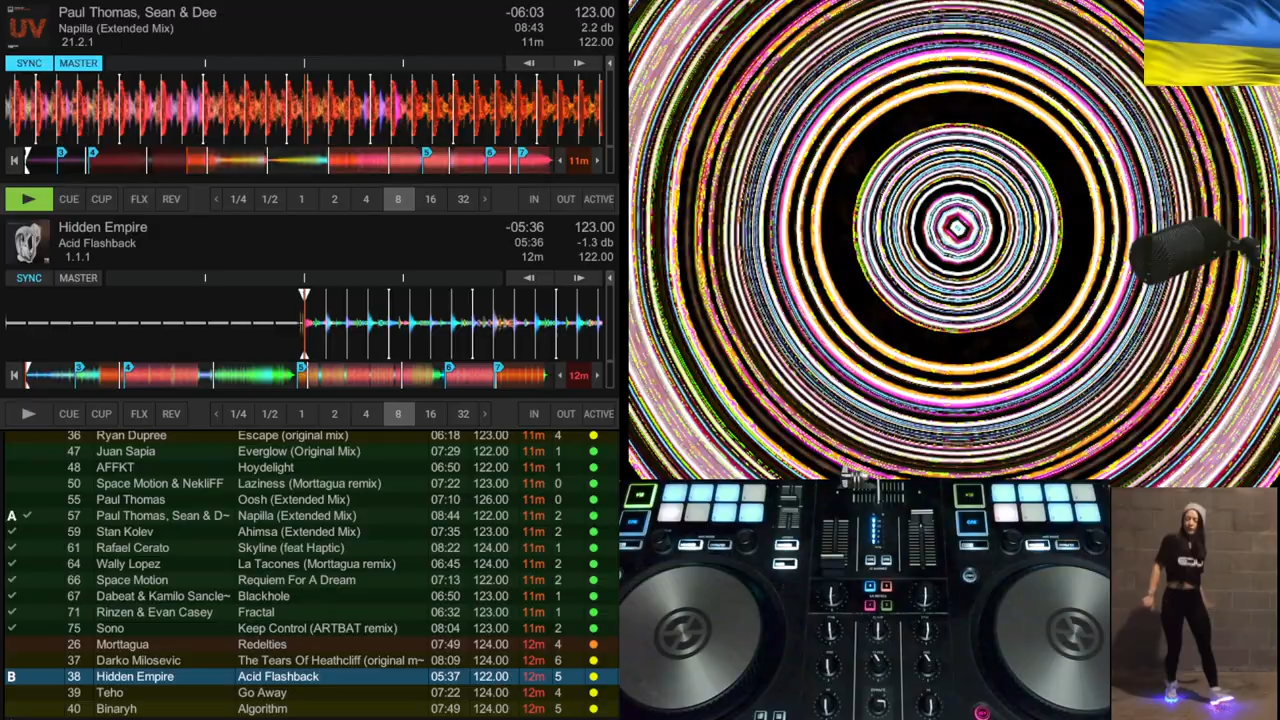 UV
Paul Thomas, Sean & Dee -06:03 123.00
Napilla (Extended Mix) 08:43 2.2 db
21.2.1 11m 122.00
SYNC MASTER
3 4 5 6 7 11m
CUE CUP FLX REV 1/4 1/2 1 2 4 8 16 32 IN OUT ACTIVE
Hidden Empire -05:36 123.00
Acid Flashback 05:36 -1.3 db
1.1.1 12m 122.00
SYNC MASTER
3 4 5 6 7 12m
CUE CUP FLX REV 1/4 1/2 1 2 4 8 16 32 IN OUT ACTIVE
36 Ryan Dupree Escape (original mix) 06:18 123.00 11m 4
47 Juan Sapia Everglow (Original Mix) 07:29 122.00 11m 1
48 AFFKT Hoydelight 06:50 122.00 11m 1
50 Space Motion & NekliFF Laziness (Morttagua remix) 07:22 123.00 11m 0
55 Paul Thomas Oosh (Extended Mix) 07:10 126.00 11m 0
A 57 Paul Thomas, Sean & D~ Napilla (Extended Mix) 08:44 122.00 11m 2
59 Stan Kolev Ahimsa (Extended Mix) 07:35 123.00 11m 2
61 Rafael Cerato Skyline (feat Haptic) 08:22 124.00 11m 1
64 Wally Lopez La Tacones (Morttagua remix) 06:45 124.00 11m 2
66 Space Motion Requiem For A Dream 07:13 122.00 11m 2
67 Dabeat & Kamilo Sancle~ Blackhole 06:50 123.00 11m 1
71 Rinzen & Evan Casey Fractal 06:32 123.00 11m 1
75 Sono Keep Control (ARTBAT remix) 08:04 123.00 11m 2
26 Morttagua Redelties 07:49 124.00 12m 4
37 Darko Milosevic The Tears Of Heathcliff (original m~ 08:09 124.00 12m 6
B 38 Hidden Empire Acid Flashback 05:37 122.00 12m 5
39 Teho Go Away 07:22 124.00 12m 4
40 Binaryh Algorithm 07:49 124.00 12m 5